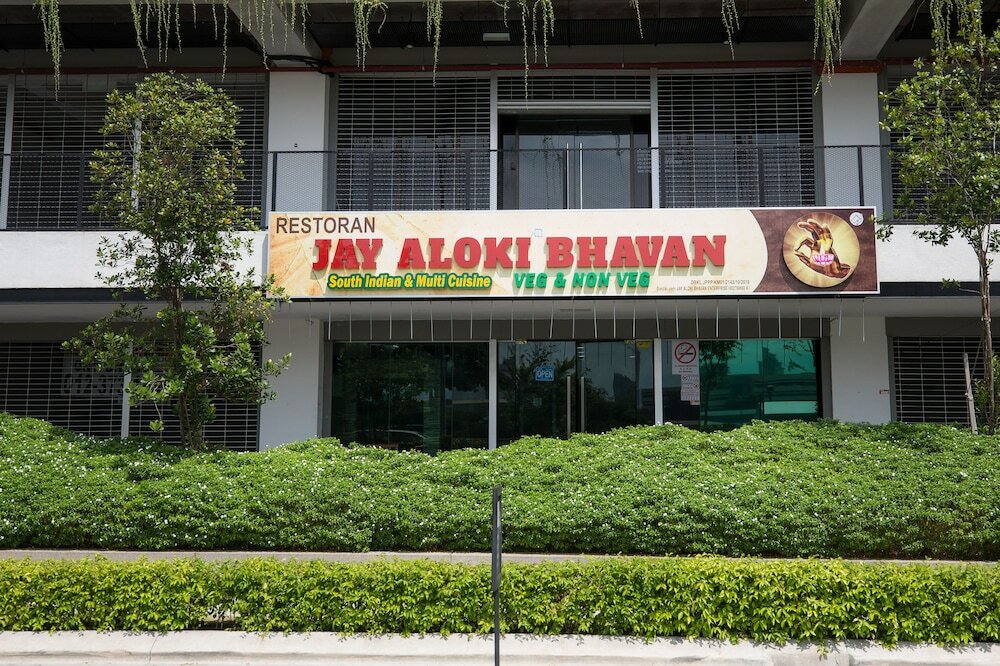 RESTORAN
JAY ALOKI BHAVAN
South Indian & Multi Cuisine
VEG & NON VEG
OPEN